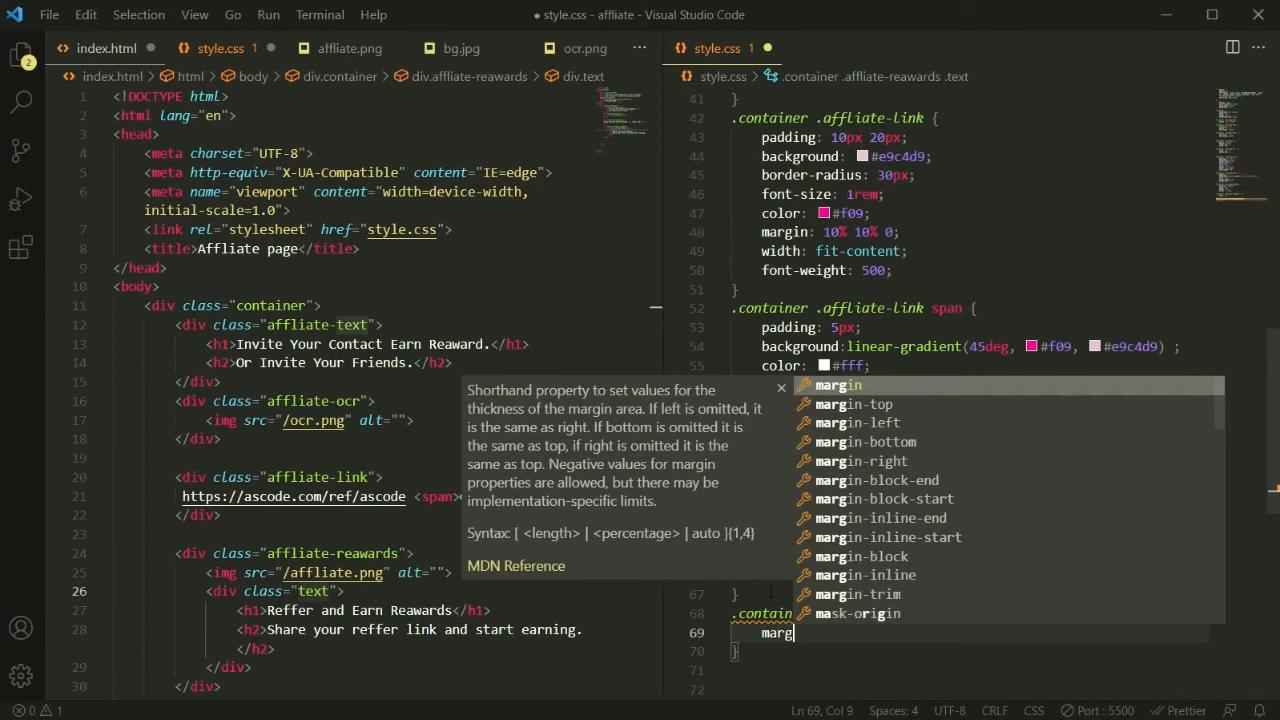 File Edit Selection View Go Run Terminal Help
● style.css - affliate - Visual Studio Code
index.html
style.css 1
affliate.png
bg.jpg
ocr.png
···
style.css 1
···
2
index.html > html > body > div.container > div.affliate-reawards > div.text
style.css > .container .affliate-reawards .text
1 <!DOCTYPE html>
2 <html lang="en">
3 <head>
4 <meta charset="UTF-8">
5 <meta http-equiv="X-UA-Compatible" content="IE=edge">
6 <meta name="viewport" content="width=device-width,
initial-scale=1.0">
7 <link rel="stylesheet" href="style.css">
8 <title>Affliate page</title>
9 </head>
10 <body>
11 <div class="container">
12 <div class="affliate-text">
13 <h1>Invite Your Contact Earn Reaward.</h1>
14 <h2>Or Invite Your Friends.</h2>
15 </div>
16 <div class="affliate-ocr">
17 <img src="/ocr.png" alt="">
18 </div>
19
20 <div class="affliate-link">
21 https://ascode.com/ref/ascode <span>
22 </div>
23
24 <div class="affliate-reawards">
25 <img src="/affliate.png" alt="">
26 <div class="text">
27 <h1>Reffer and Earn Reawards</h1>
28 <h2>Share your reffer link and start earning.
</h2>
29 </div>
30 </div>
41 }
42 .container .affliate-link {
43 padding: 10px 20px;
44 background: #e9c4d9;
45 border-radius: 30px;
46 font-size: 1rem;
47 color: #f09;
48 margin: 10% 10% 0;
49 width: fit-content;
50 font-weight: 500;
51 }
52 .container .affliate-link span {
53 padding: 5px;
54 background:linear-gradient(45deg, #f09, #e9c4d9) ;
55 color: #fff;
Shorthand property to set values for the
thickness of the margin area. If left is omitted, it
is the same as right. If bottom is omitted it is
the same as top, if right is omitted it is the
same as top. Negative values for margin
properties are allowed, but there may be
implementation-specific limits.
Syntax: [ <length> | <percentage> | auto ]{1,4}
MDN Reference
margin
margin-top
margin-left
margin-bottom
margin-right
margin-block-end
margin-block-start
margin-inline-end
margin-inline-start
margin-block
margin-inline
margin-trim
mask-origin
67 }
68 .contain
69 marg
70 }
71
72
0 1
Ln 69, Col 9 Spaces: 4 UTF-8 CRLF CSS Port : 5500 Prettier